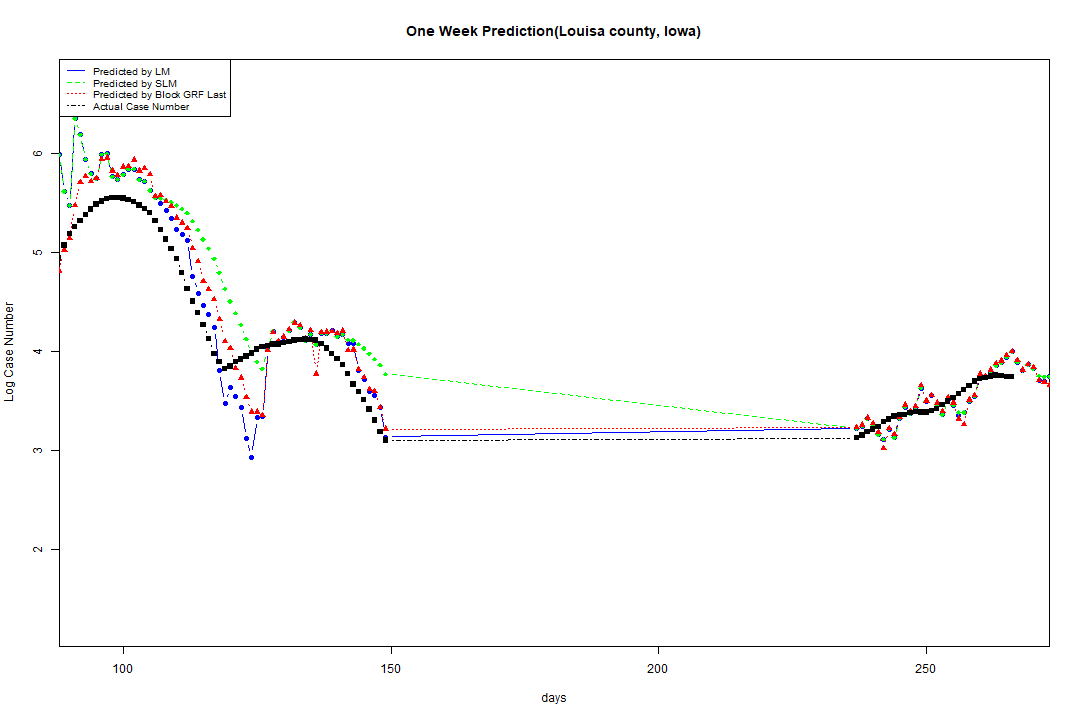 One Week Prediction(Louisa county, Iowa)
Predicted by LM
Predicted by SLM
Predicted by Block GRF Last
Actual Case Number
Log Case Number
6
5
4
3
2
100 150 200 250
days